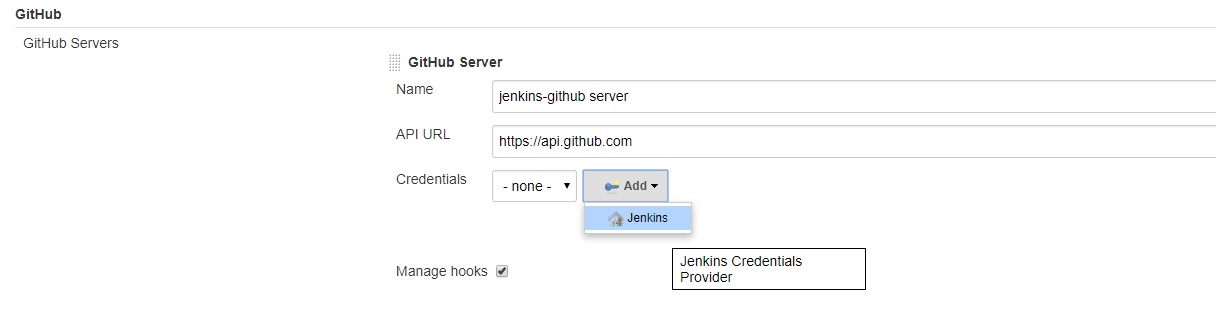 GitHub
GitHub Servers
GitHub Server
Name
jenkins-github server
API URL
https://api.github.com
Credentials
- none -
Add
Jenkins
Manage hooks
Jenkins Credentials
Provider